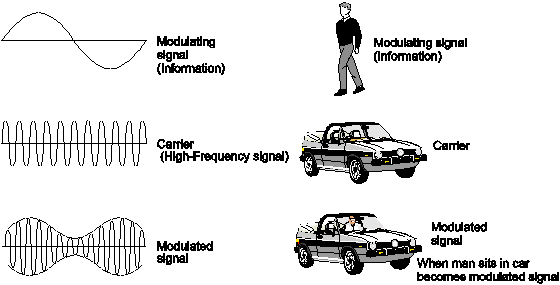 Modulating
signal
(Information)
Modulating signal
(Information)
Carrier
(High-Frequency signal)
Carrier
Modulated
signal
Modulated
signal
When man sits in car
becomes modulated signal